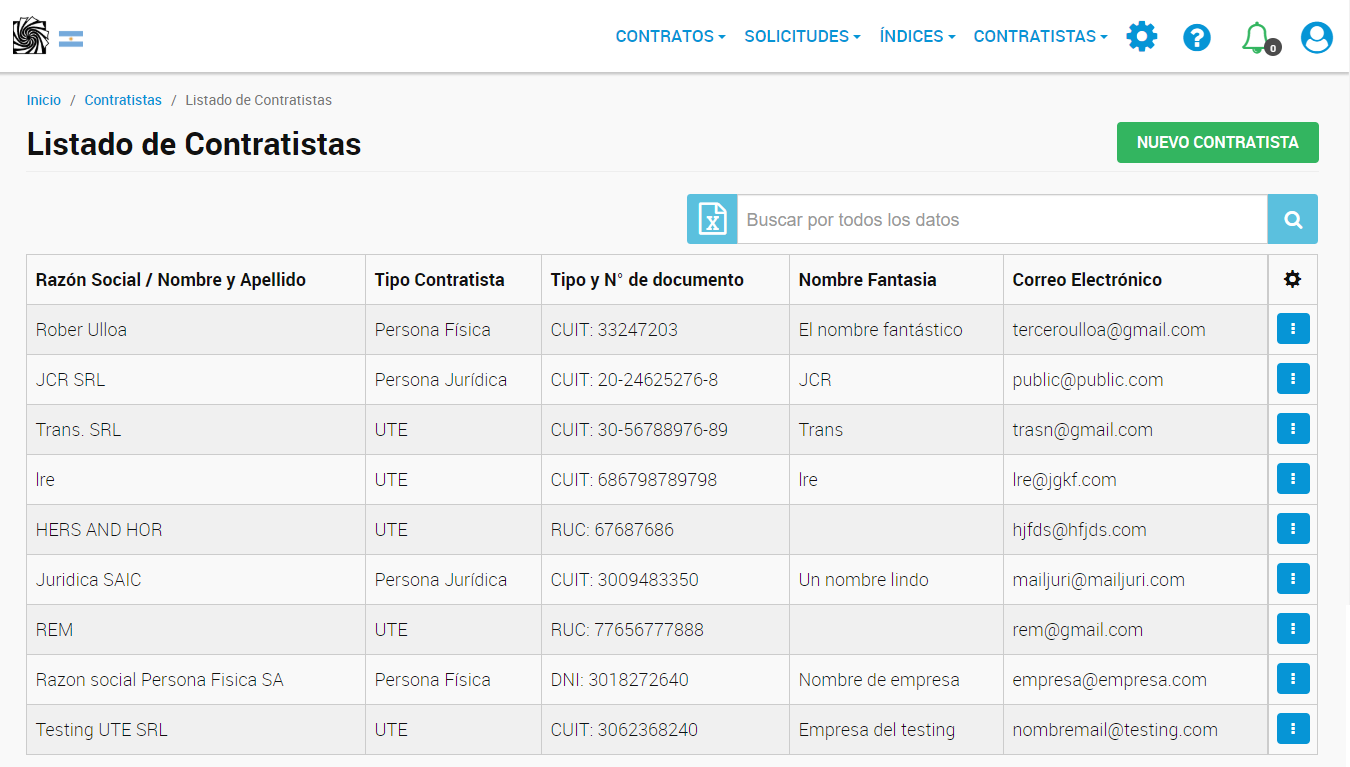 CONTRATOS SOLICITUDES ÍNDICES CONTRATISTAS ? 0
Inicio / Contratistas / Listado de Contratistas
Listado de Contratistas NUEVO CONTRATISTA
X Buscar por todos los datos
Razón Social / Nombre y Apellido Tipo Contratista Tipo y N° de documento Nombre Fantasia Correo Electrónico
Rober Ulloa Persona Física CUIT: 33247203 El nombre fantástico terceroulloa@gmail.com
JCR SRL Persona Jurídica CUIT: 20-24625276-8 JCR public@public.com
Trans. SRL UTE CUIT: 30-56788976-89 Trans trasn@gmail.com
Ire UTE CUIT: 686798789798 Ire Ire@jgkf.com
HERS AND HOR UTE RUC: 67687686 hjfds@hfjds.com
Juridica SAIC Persona Jurídica CUIT: 3009483350 Un nombre lindo mailjuri@mailjuri.com
REM UTE RUC: 77656777888 rem@gmail.com
Razon social Persona Fisica SA Persona Física DNI: 3018272640 Nombre de empresa empresa@empresa.com
Testing UTE SRL UTE CUIT: 3062368240 Empresa del testing nombremail@testing.com